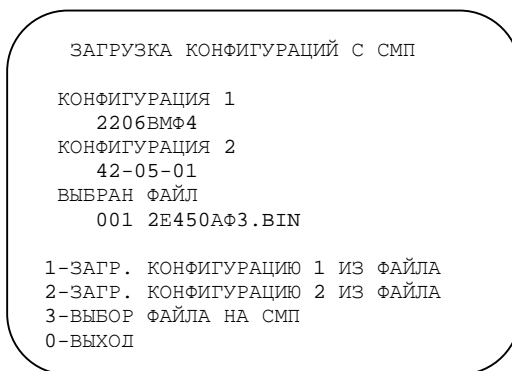 ЗАГРУЗКА КОНФИГУРАЦИЙ С СМП
КОНФИГУРАЦИЯ 1
2206ВМФ4
КОНФИГУРАЦИЯ 2
42-05-01
ВЫБРАН ФАЙЛ
001 2Е450АФ3.BIN
1-ЗАГР. КОНФИГУРАЦИЮ 1 ИЗ ФАЙЛА
2-ЗАГР. КОНФИГУРАЦИЮ 2 ИЗ ФАЙЛА
3-ВЫБОР ФАЙЛА НА СМП
0-ВЫХОД